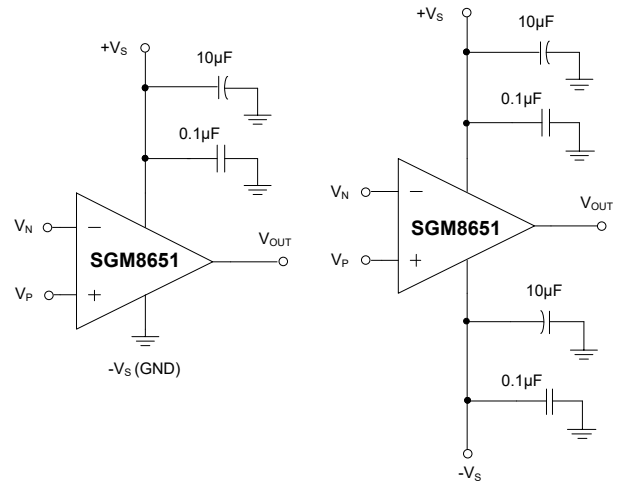 +VS
10µF
0.1µF
VN
−
SGM8651
VOUT
VP
+
-VS (GND)
+VS
10µF
0.1µF
VN
−
SGM8651
VOUT
VP
+
10µF
0.1µF
-VS